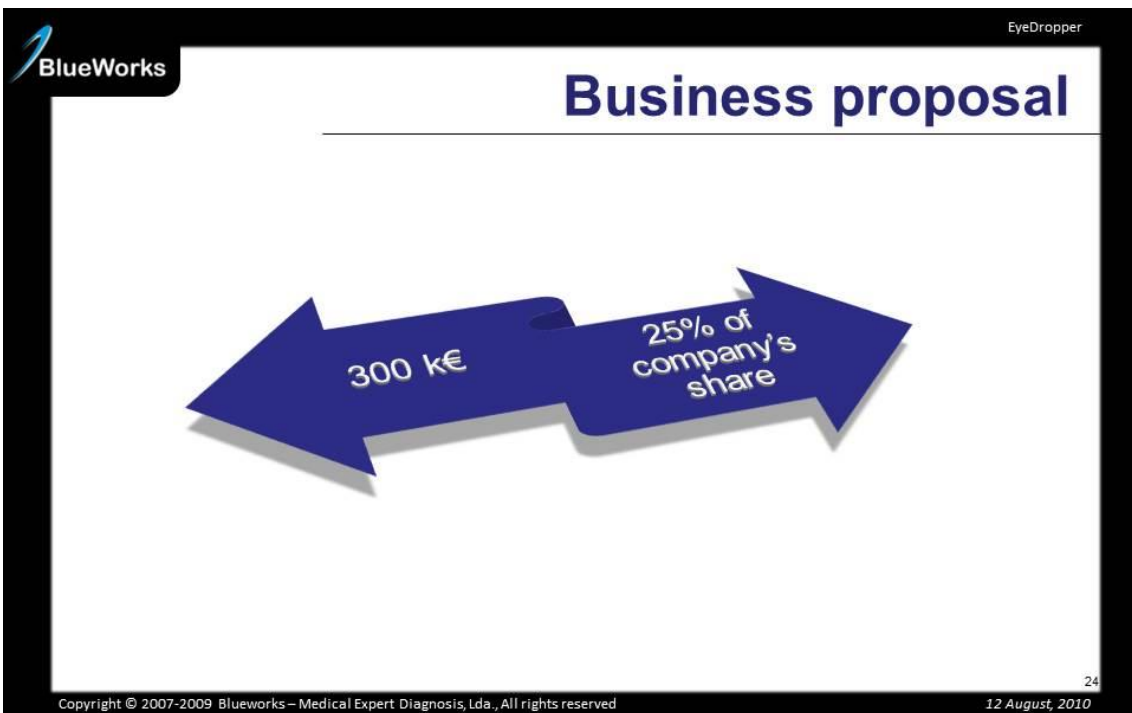 EyeDropper
BlueWorks
Business proposal
300 k€
25% of
company's
share
24
Copyright © 2007-2009 Blueworks – Medical Expert Diagnosis, Lda., All rights reserved
12 August, 2010